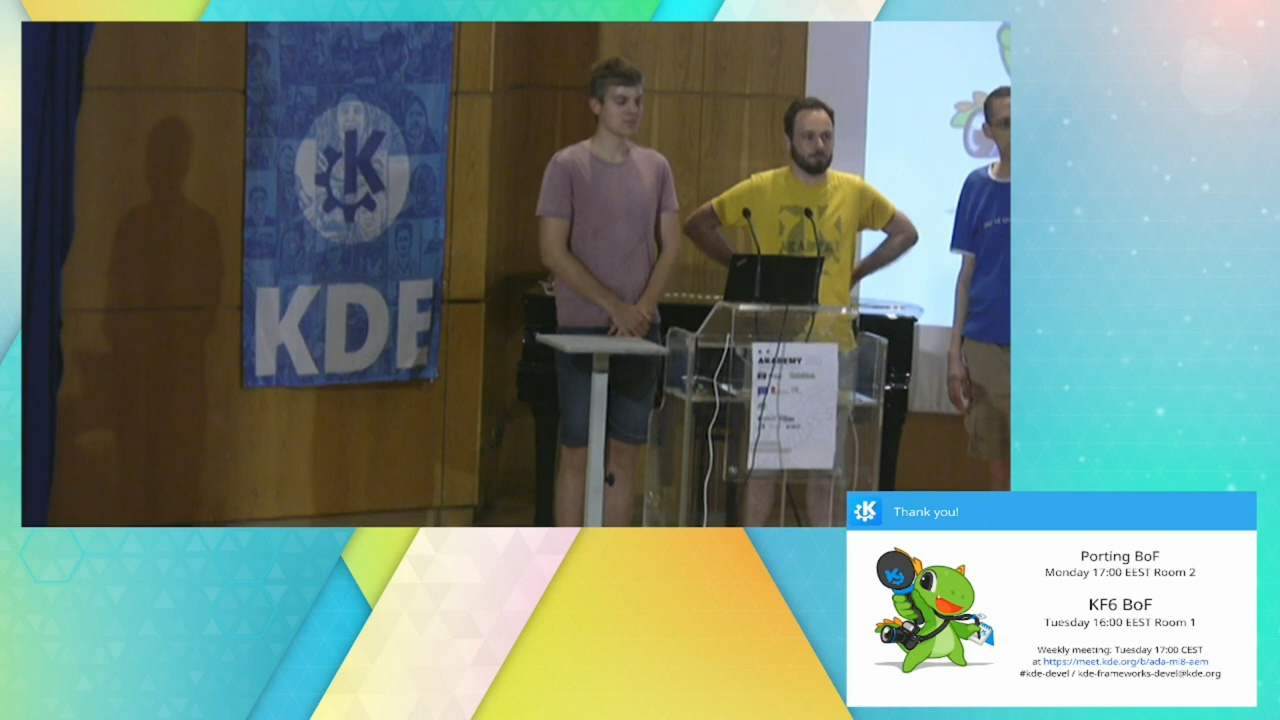 K
KDE
AKADEMY
AKADEMY
Thank you!
Porting BoF
Monday 17:00 EEST Room 2
KF6 BoF
Tuesday 16:00 EEST Room 1
Weekly meeting: Tuesday 17:00 CEST
at https://meet.kde.org/b/ada-mi8-aem
#kde-devel / kde-frameworks-devel@kde.org